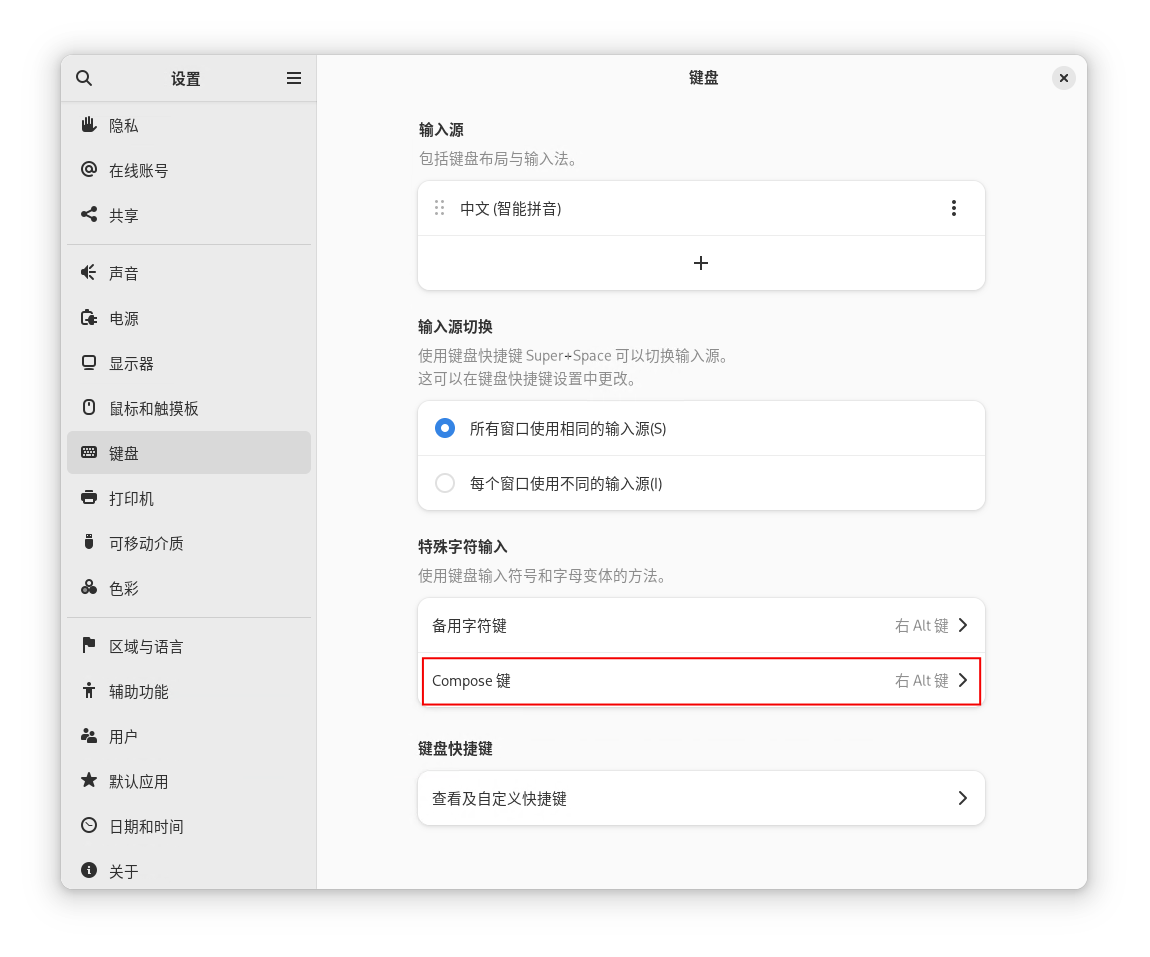 设置
隐私
在线账号
共享
声音
电源
显示器
鼠标和触摸板
键盘
打印机
可移动介质
色彩
区域与语言
辅助功能
用户
默认应用
日期和时间
关于
键盘
输入源
包括键盘布局与输入法。
中文 (智能拼音)
输入源切换
使用键盘快捷键 Super+Space 可以切换输入源。
这可以在键盘快捷键设置中更改。
所有窗口使用相同的输入源(S)
每个窗口使用不同的输入源(I)
特殊字符输入
使用键盘输入符号和字母变体的方法。
备用字符键 右 Alt 键
Compose 键 右 Alt 键
键盘快捷键
查看及自定义快捷键